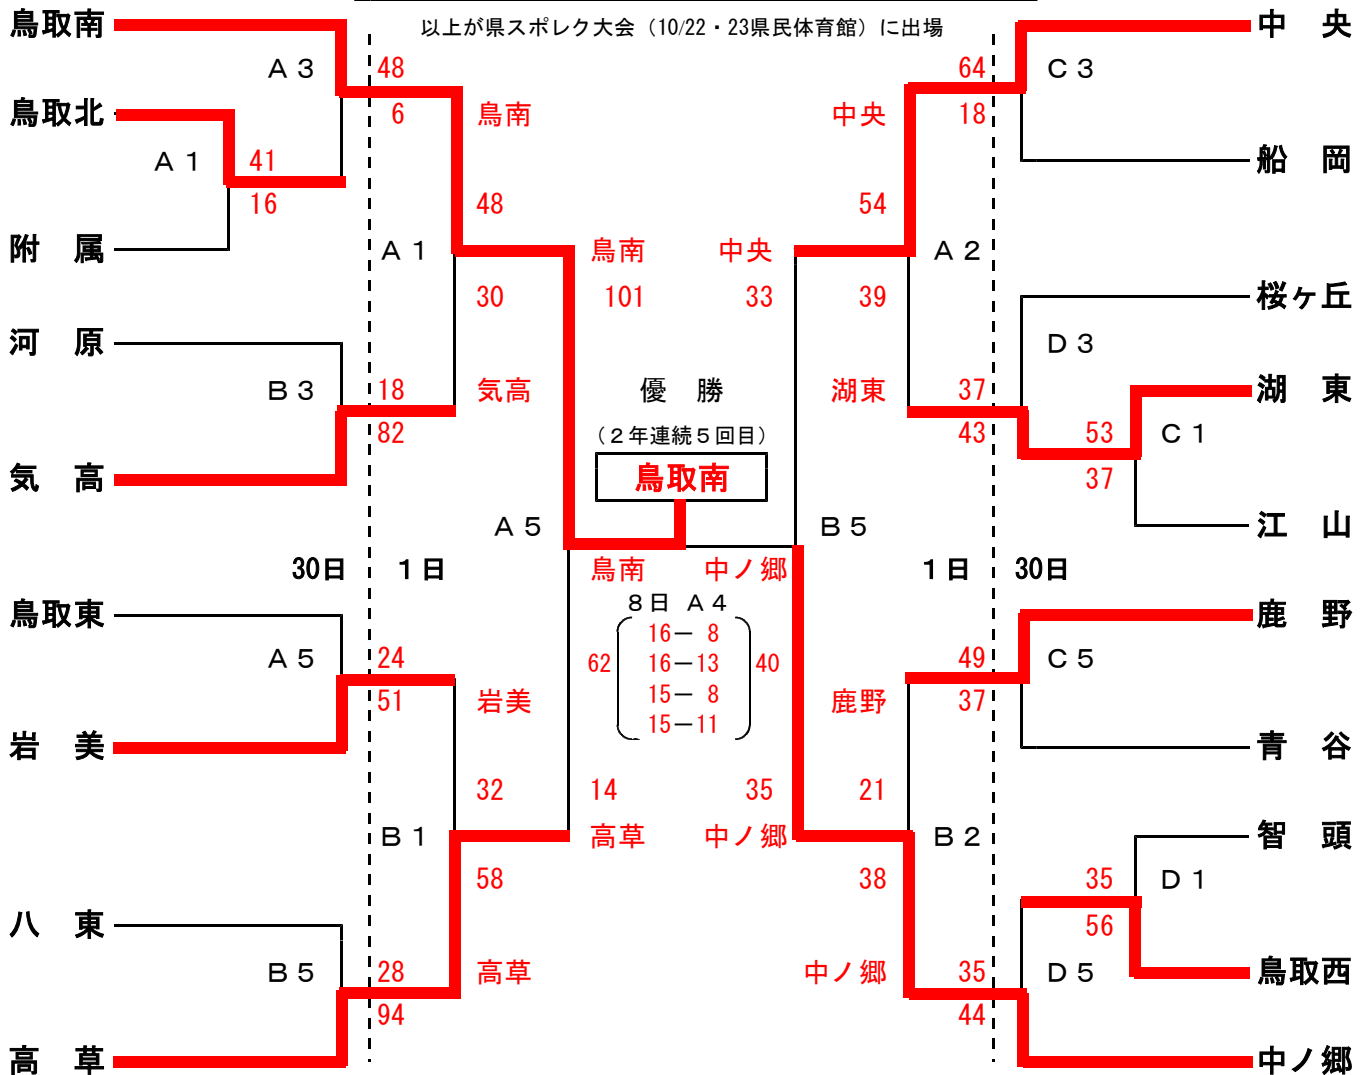 以上が県スポレク大会（10/22・23県民体育館）に出場
鳥取南
中　央
Ａ３
48
64
Ｃ３
鳥取北
6
鳥南
中央
18
Ａ１
41
船　岡
16
48
54
附　属
Ａ１
鳥南
中央
Ａ２
30
101
33
39
桜ヶ丘
河　原
Ｄ３
Ｂ３
18
気高
優　勝
湖東
37
湖　東
82
（２年連続５回目）
43
53
Ｃ１
気　高
鳥取南
37
Ａ５
Ｂ５
江　山
30日
１日
鳥南
中ノ郷
１日
30日
鳥取東
８日 Ａ４
鹿　野
16－ 8
Ａ５
24
62
16－13
40
49
Ｃ５
51
岩美
15－ 8
鹿野
37
15－11
岩　美
青　谷
32
14
35
21
Ｂ１
高草
中ノ郷
Ｂ２
智　頭
58
38
35
Ｄ１
八　東
56
Ｂ５
28
高草
中ノ郷
35
Ｄ５
鳥取西
94
44
高　草
中ノ郷